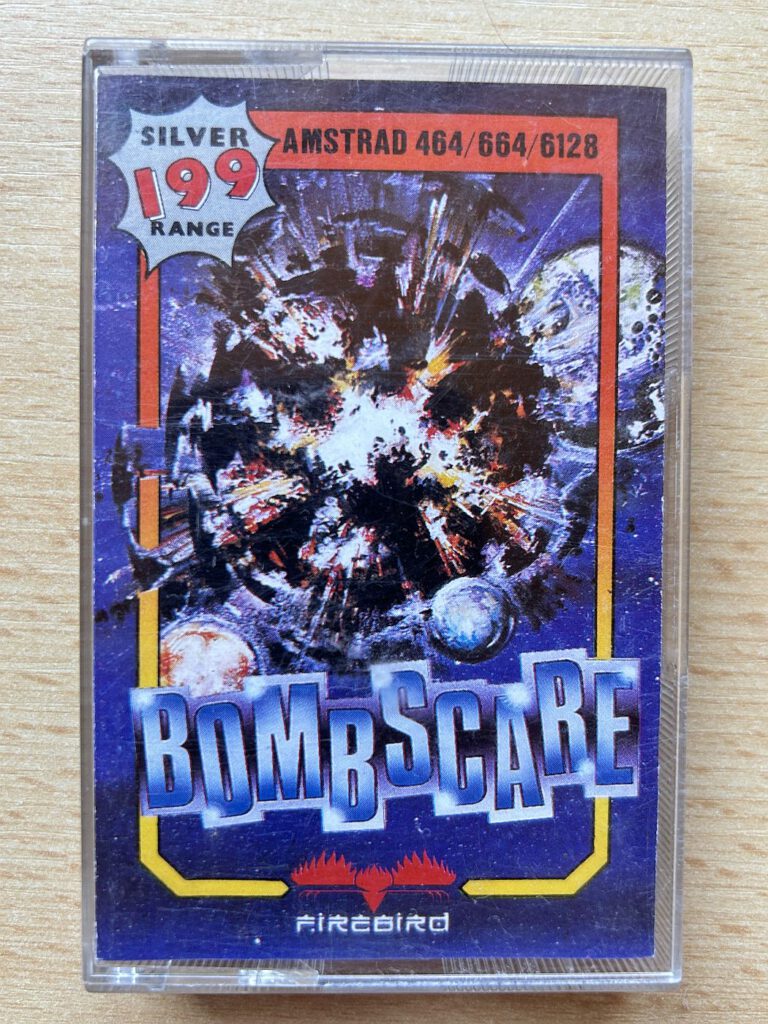 SILVER
199
RANGE
AMSTRAD 464/664/6128
BOMBSCARE
FIREBIRD